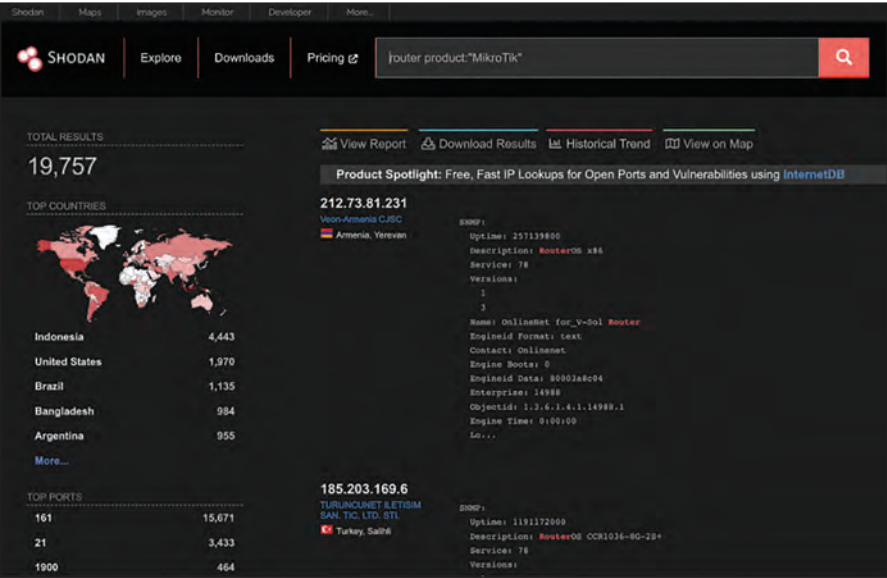 Shodan Maps Images Monitor Developer More...
SHODAN Explore Downloads Pricing router product:"MikroTik"
TOTAL RESULTS
19,757
TOP COUNTRIES
Indonesia 4,443
United States 1,970
Brazil 1,135
Bangladesh 984
Argentina 955
More...
TOP PORTS
161 15,671
21 3,433
1900 464
View Report Download Results Historical Trend View on Map
Product Spotlight: Free, Fast IP Lookups for Open Ports and Vulnerabilities using InternetDB
212.73.81.231
Veon-Armenia CJSC
Armenia, Yerevan
SNMP:
Uptime: 257139800
Description: RouterOS x86
Service: 78
Versions:
1
3
Name: OnlineNet for_V-Sol Router
Engineid Format: text
Contact: Onlinenet
Engine Boots: 0
Engineid Data: 80003a8c04
Enterprise: 14988
Objectid: 1.3.6.1.4.1.14988.1
Engine Time: 0:00:00
Lo...
185.203.169.6
TURUNCUNET ILETISIM
SAN. TIC. LTD. STI.
Turkey, Salihli
SNMP:
Uptime: 1191172000
Description: RouterOS CCR1036-8G-2S+
Service: 78
Versions: